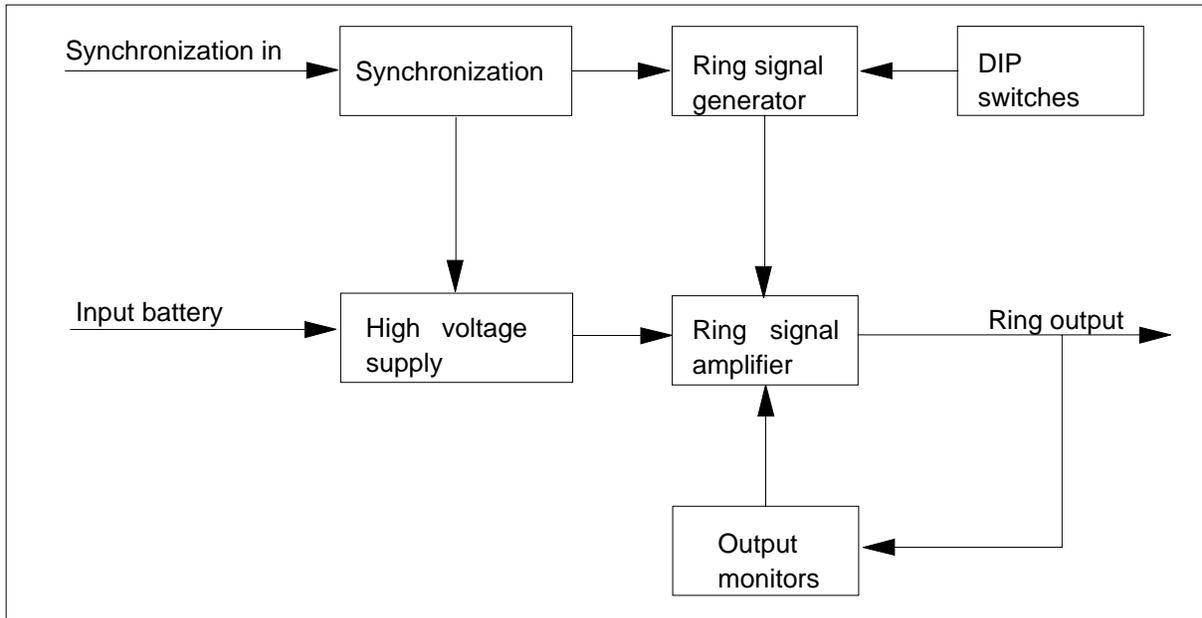 Synchronization in
Synchronization
Ring signal
generator
DIP
switches
Input battery
High voltage
supply
Ring signal
amplifier
Ring output
Output
monitors